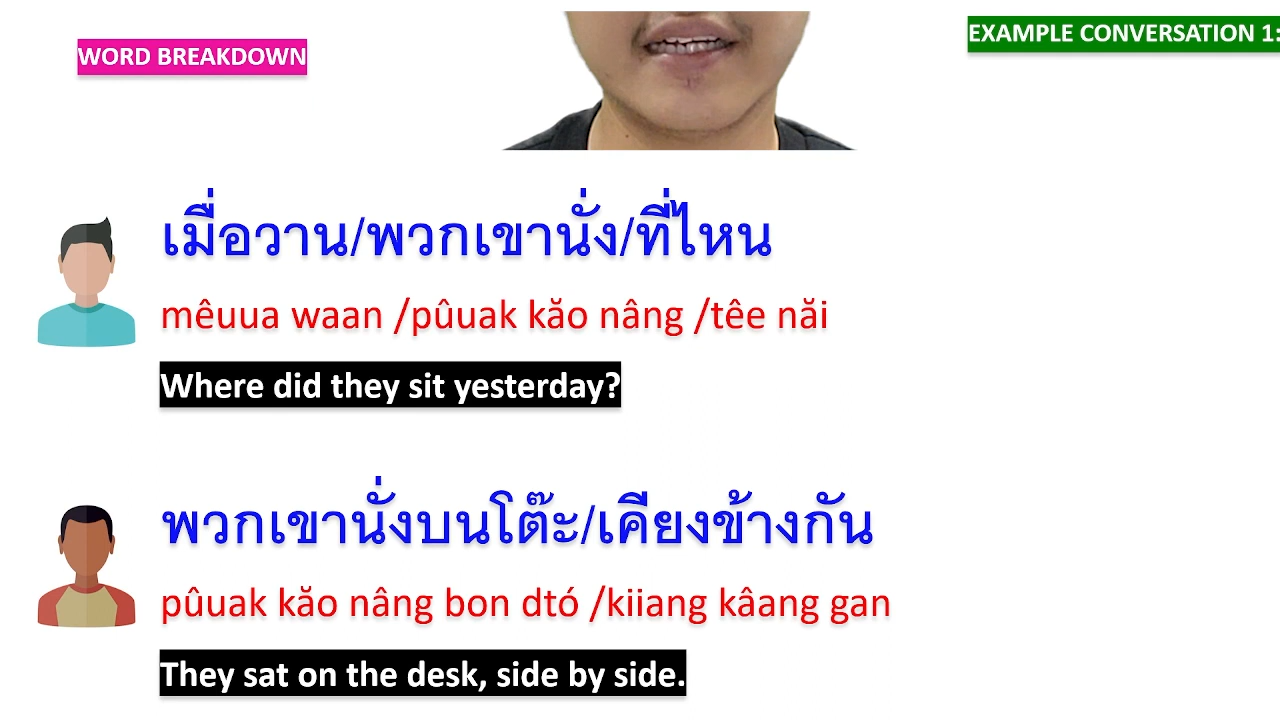 WORD BREAKDOWN
EXAMPLE CONVERSATION 1:
เมื่อวาน/พวกเขานั่ง/ที่ไหน
mêuua waan /pûuak kăo nâng /têe năi
Where did they sit yesterday?
พวกเขานั่งบนโต๊ะ/เคียงข้างกัน
pûuak kăo nâng bon dtó /kiiang kâang gan
They sat on the desk, side by side.